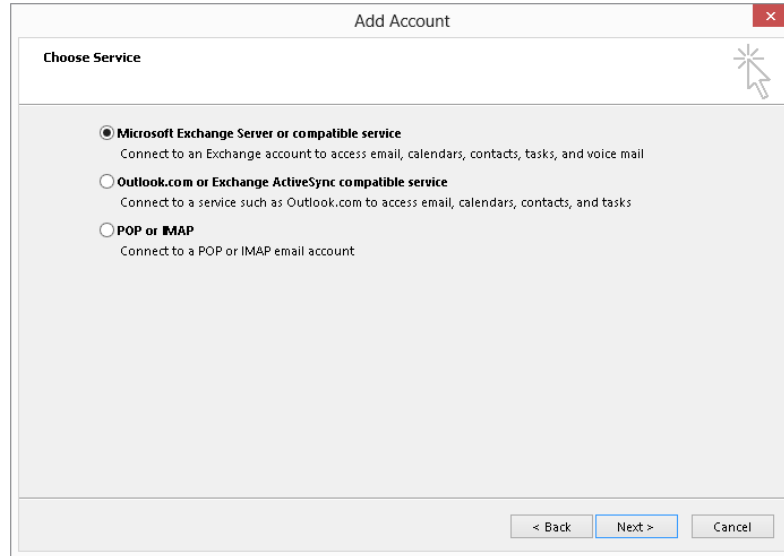 Add Account
Choose Service
Microsoft Exchange Server or compatible service
Connect to an Exchange account to access email, calendars, contacts, tasks, and voice mail
Outlook.com or Exchange ActiveSync compatible service
Connect to a service such as Outlook.com to access email, calendars, contacts, and tasks
POP or IMAP
Connect to a POP or IMAP email account
< Back Next > Cancel